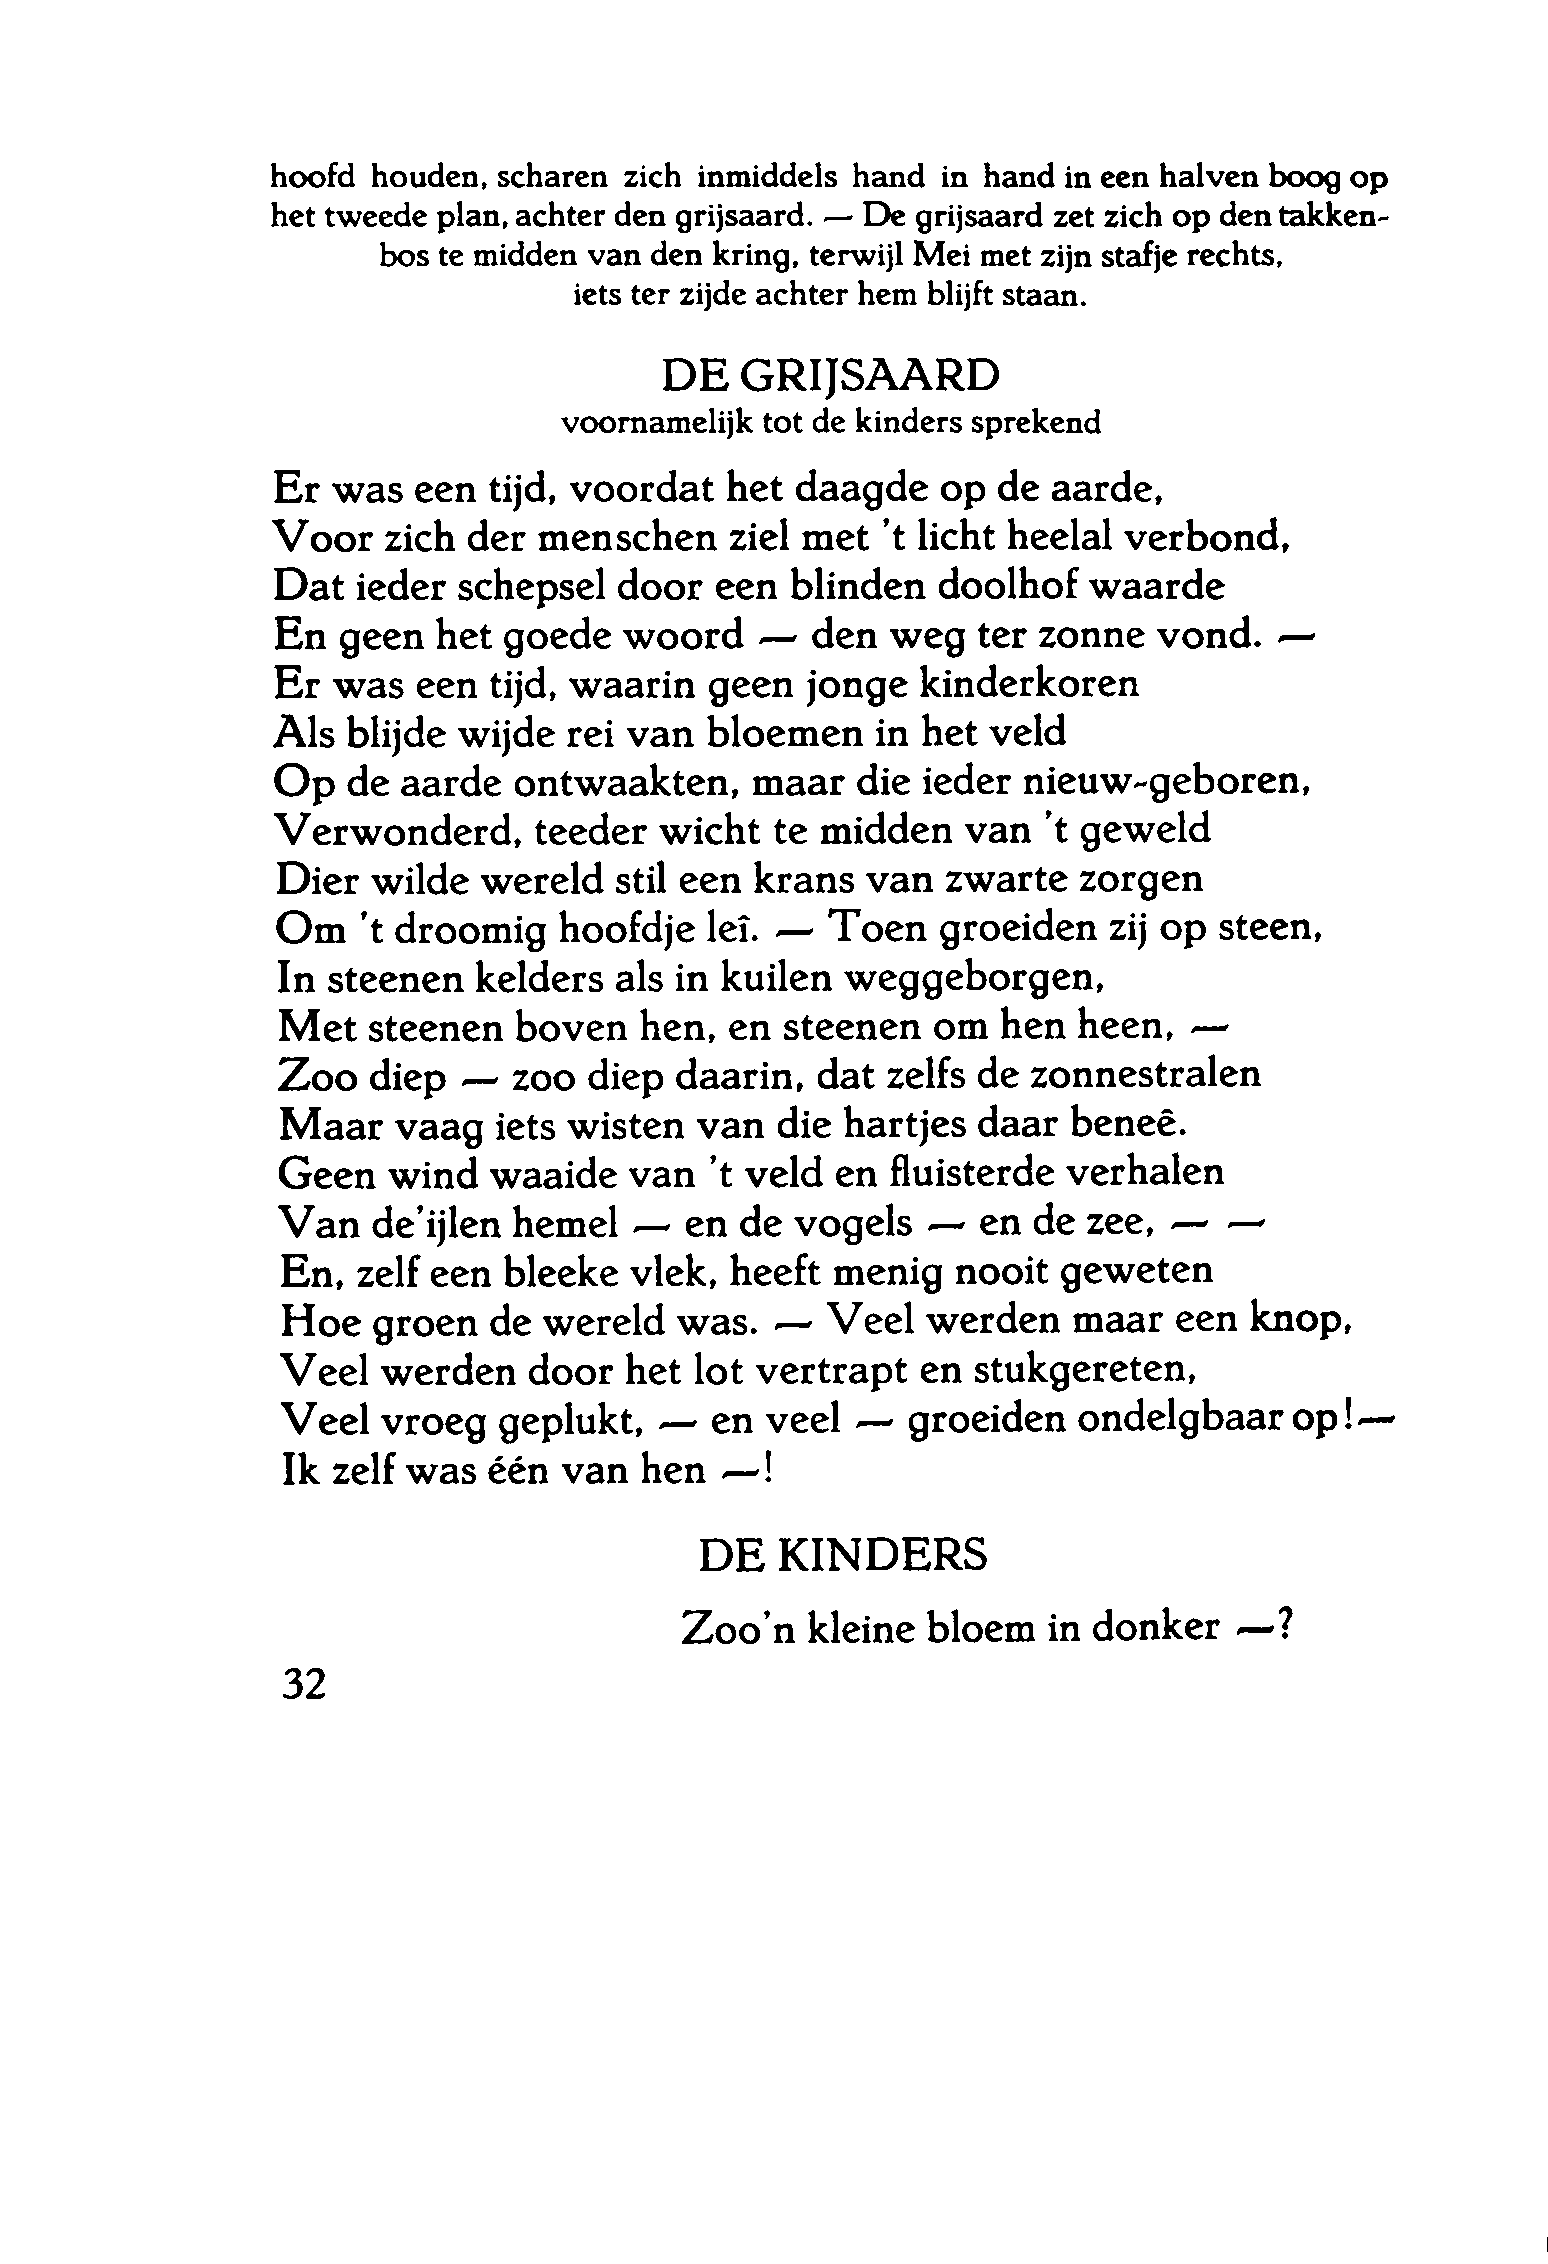 hoofd houden, scharen zich inmiddels hand in hand in een halven boog op
het tweede plan, achter den grijsaard. — De grijsaard zet zich op den takken-
bos te midden van den kring, terwijl Mei met zijn stafje rechts,
iets ter zijde achter hem blijft staan.
DE GRIJSAARD
voornamelijk tot de kinders sprekend
Er was een tijd, voordat het daagde op de aarde,
Voor zich der menschen ziel met 't licht heelal verbond,
Dat ieder schepsel door een blinden doolhof waarde
En geen het goede woord — den weg ter zonne vond. —
Er was een tijd, waarin geen jonge kinderkoren
Als blijde wijde rei van bloemen in het veld
Op de aarde ontwaakten, maar die ieder nieuw-geboren,
Verwonderd, teeder wicht te midden van 't geweld
Dier wilde wereld stil een krans van zwarte zorgen
Om 't droomig hoofdje leî. — Toen groeiden zij op steen,
In steenen kelders als in kuilen weggeborgen,
Met steenen boven hen, en steenen om hen heen, —
Zoo diep — zoo diep daarin, dat zelfs de zonnestralen
Maar vaag iets wisten van die hartjes daar beneê.
Geen wind waaide van 't veld en fluisterde verhalen
Van de'ijlen hemel — en de vogels — en de zee, — —
En, zelf een bleeke vlek, heeft menig nooit geweten
Hoe groen de wereld was. — Veel werden maar een knop,
Veel werden door het lot vertrapt en stukgereten,
Veel vroeg geplukt, — en veel — groeiden ondelgbaar op!—
Ik zelf was één van hen —!
DE KINDERS
Zoo'n kleine bloem in donker —?
32